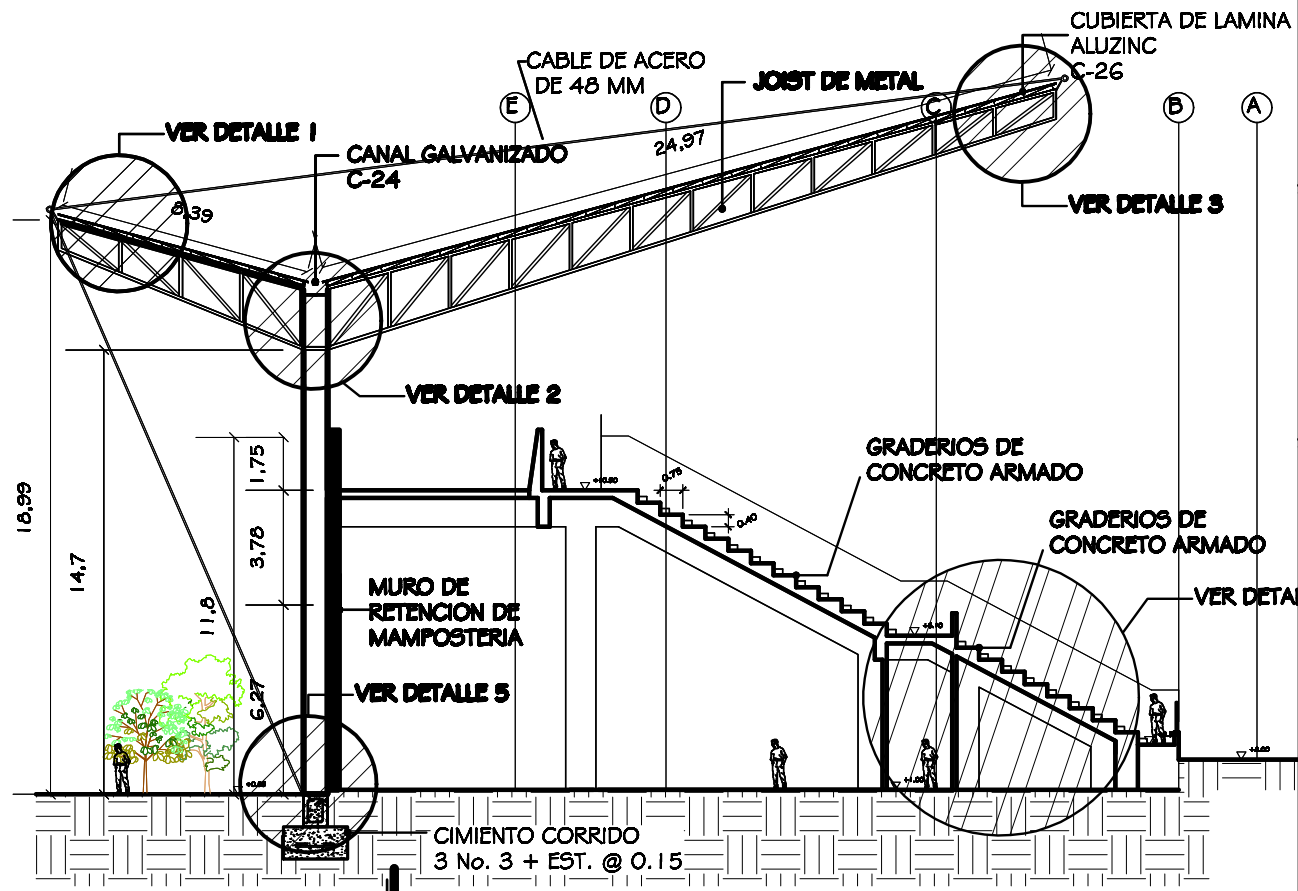 CUBIERTA DE LAMINA
ALUZINC
C-26
CABLE DE ACERO
DE 48 MM
JOIST DE METAL
E
D
C
B
A
VER DETALLE 1
24,97
CANAL GALVANIZADO
C-24
8,39
VER DETALLE 3
VER DETALLE 2
GRADERIOS DE
CONCRETO ARMADO
1,75
0.75
18,99
0.40
GRADERIOS DE
CONCRETO ARMADO
3,78
14,7
MURO DE
RETENCION DE
MAMPOSTERIA
11,8
VER DETAL
6,27
VER DETALLE 5
CIMIENTO CORRIDO
3 No. 3 + EST. @ 0.15